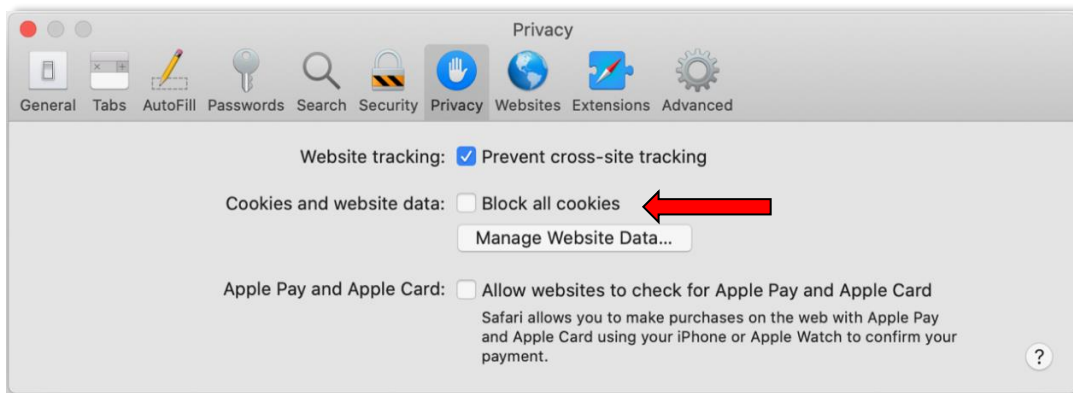 Privacy
General Tabs AutoFill Passwords Search Security Privacy Websites Extensions Advanced
Website tracking: Prevent cross-site tracking
Cookies and website data: Block all cookies
Manage Website Data...
Apple Pay and Apple Card: Allow websites to check for Apple Pay and Apple Card
Safari allows you to make purchases on the web with Apple Pay
and Apple Card using your iPhone or Apple Watch to confirm your
payment.
?